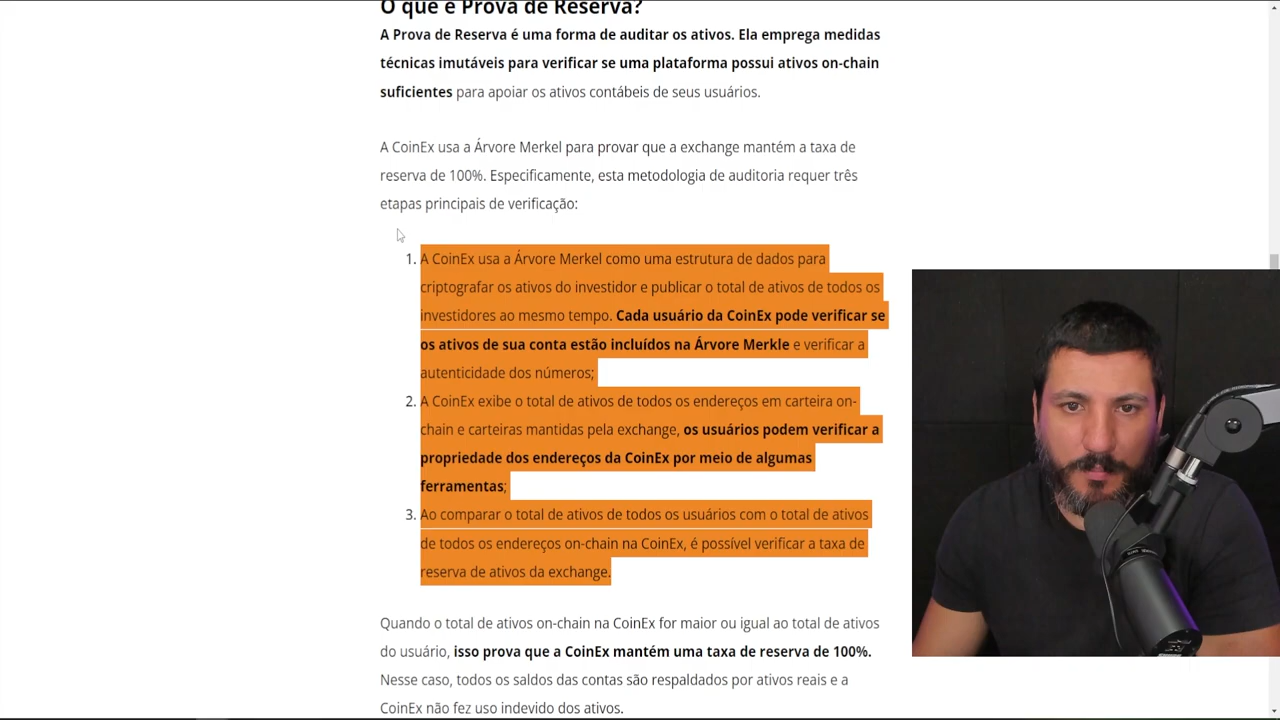 O que é Prova de Reserva?
A Prova de Reserva é uma forma de auditar os ativos. Ela emprega medidas
técnicas imutáveis para verificar se uma plataforma possui ativos on-chain
suficientes para apoiar os ativos contábeis de seus usuários.
A CoinEx usa a Árvore Merkel para provar que a exchange mantém a taxa de
reserva de 100%. Especificamente, esta metodologia de auditoria requer três
etapas principais de verificação:
1. A CoinEx usa a Árvore Merkel como uma estrutura de dados para
criptografar os ativos do investidor e publicar o total de ativos de todos os
investidores ao mesmo tempo. Cada usuário da CoinEx pode verificar se
os ativos de sua conta estão incluídos na Árvore Merkle e verificar a
autenticidade dos números;
2. A CoinEx exibe o total de ativos de todos os endereços em carteira on-
chain e carteiras mantidas pela exchange, os usuários podem verificar a
propriedade dos endereços da CoinEx por meio de algumas
ferramentas;
3. Ao comparar o total de ativos de todos os usuários com o total de ativos
de todos os endereços on-chain na CoinEx, é possível verificar a taxa de
reserva de ativos da exchange.
Quando o total de ativos on-chain na CoinEx for maior ou igual ao total de ativos
do usuário, isso prova que a CoinEx mantém uma taxa de reserva de 100%.
Nesse caso, todos os saldos das contas são respaldados por ativos reais e a
CoinEx não fez uso indevido dos ativos.